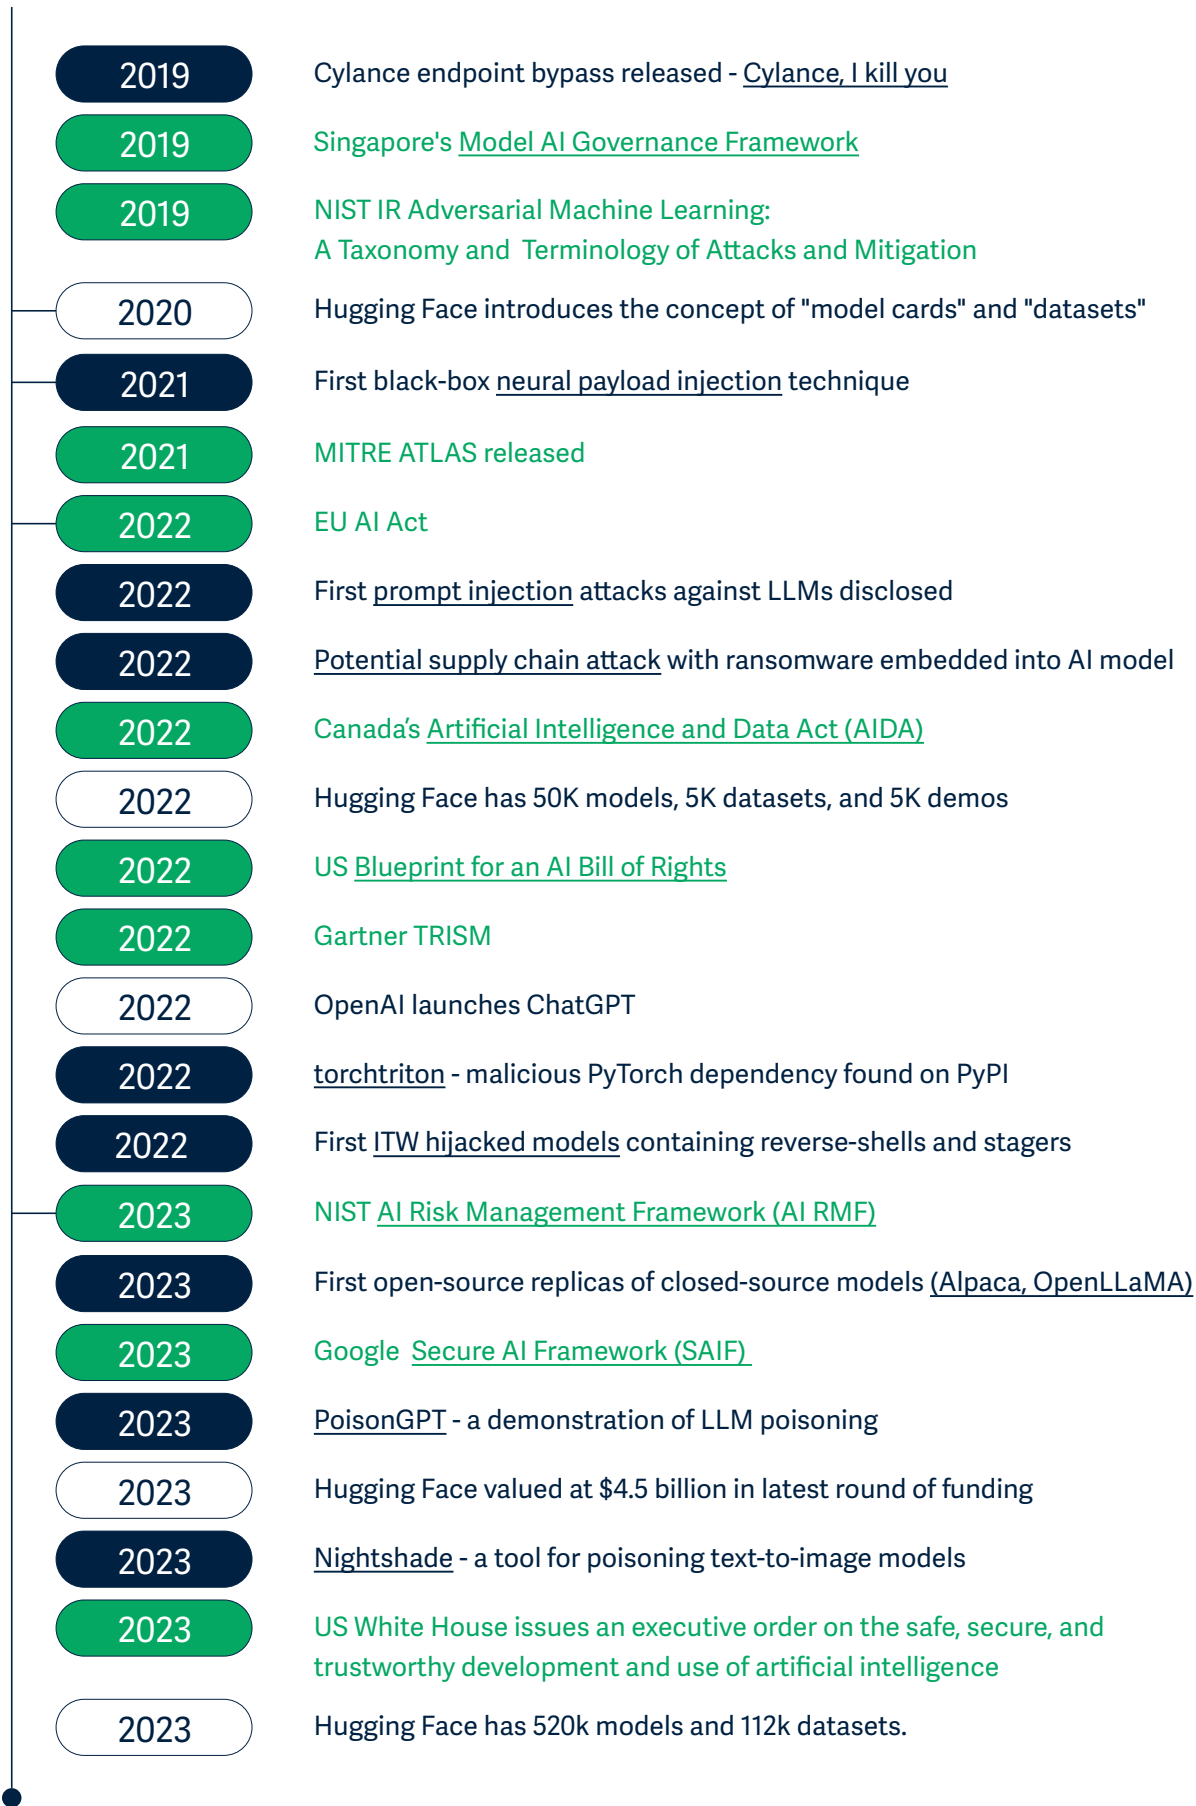 2019 Cylance endpoint bypass released - Cylance, I kill you
2019 Singapore's Model AI Governance Framework
2019 NIST IR Adversarial Machine Learning:
A Taxonomy and Terminology of Attacks and Mitigation
2020 Hugging Face introduces the concept of "model cards" and "datasets"
2021 First black-box neural payload injection technique
2021 MITRE ATLAS released
2022 EU AI Act
2022 First prompt injection attacks against LLMs disclosed
2022 Potential supply chain attack with ransomware embedded into AI model
2022 Canada’s Artificial Intelligence and Data Act (AIDA)
2022 Hugging Face has 50K models, 5K datasets, and 5K demos
2022 US Blueprint for an AI Bill of Rights
2022 Gartner TRISM
2022 OpenAI launches ChatGPT
2022 torchtriton - malicious PyTorch dependency found on PyPI
2022 First ITW hijacked models containing reverse-shells and stagers
2023 NIST AI Risk Management Framework (AI RMF)
2023 First open-source replicas of closed-source models (Alpaca, OpenLLaMA)
2023 Google Secure AI Framework (SAIF)
2023 PoisonGPT - a demonstration of LLM poisoning
2023 Hugging Face valued at $4.5 billion in latest round of funding
2023 Nightshade - a tool for poisoning text-to-image models
2023 US White House issues an executive order on the safe, secure, and
trustworthy development and use of artificial intelligence
2023 Hugging Face has 520k models and 112k datasets.